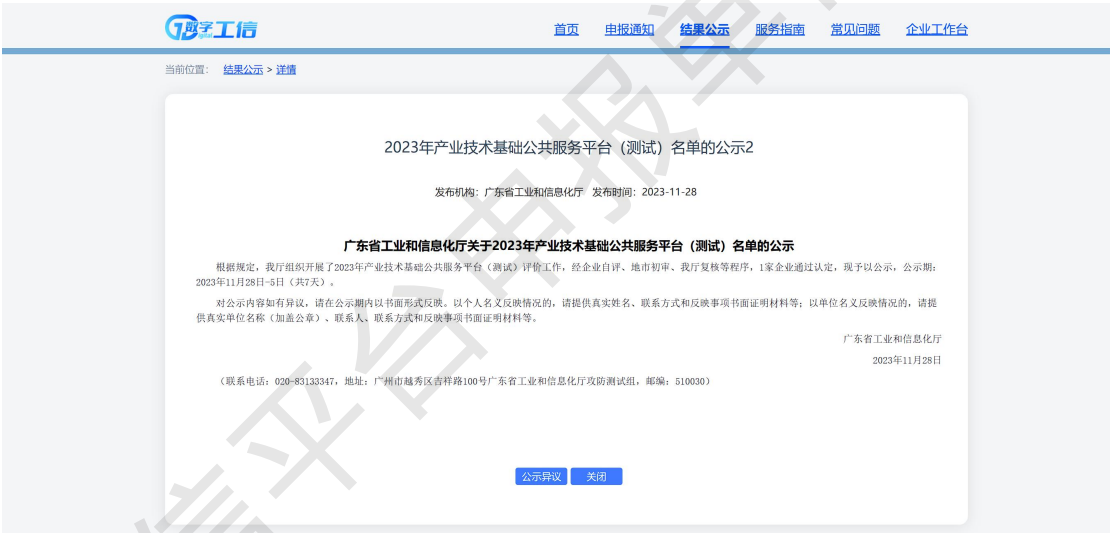 数字工信
Digital
首页 申报通知 结果公示 服务指南 常见问题 企业工作台
当前位置： 结果公示 > 详情
2023年产业技术基础公共服务平台（测试）名单的公示2
发布机构：广东省工业和信息化厅 发布时间：2023-11-28
广东省工业和信息化厅关于2023年产业技术基础公共服务平台（测试）名单的公示
根据规定，我厅组织开展了2023年产业技术基础公共服务平台（测试）评价工作，经企业自评、地市初审、我厅复核等程序，1家企业通过认定，现予以公示，公示期：
2023年11月28日-5日（共7天）。
对公示内容如有异议，请在公示期内以书面形式反映。以个人名义反映情况的，请提供真实姓名、联系方式和反映事项书面证明材料等；以单位名义反映情况的，请提
供真实单位名称（加盖公章）、联系人、联系方式和反映事项书面证明材料等。
广东省工业和信息化厅
2023年11月28日
（联系电话：020-83133347，地址：广州市越秀区吉祥路100号广东省工业和信息化厅攻防测试组，邮编：510030）
公示异议 关闭
信平台申报单